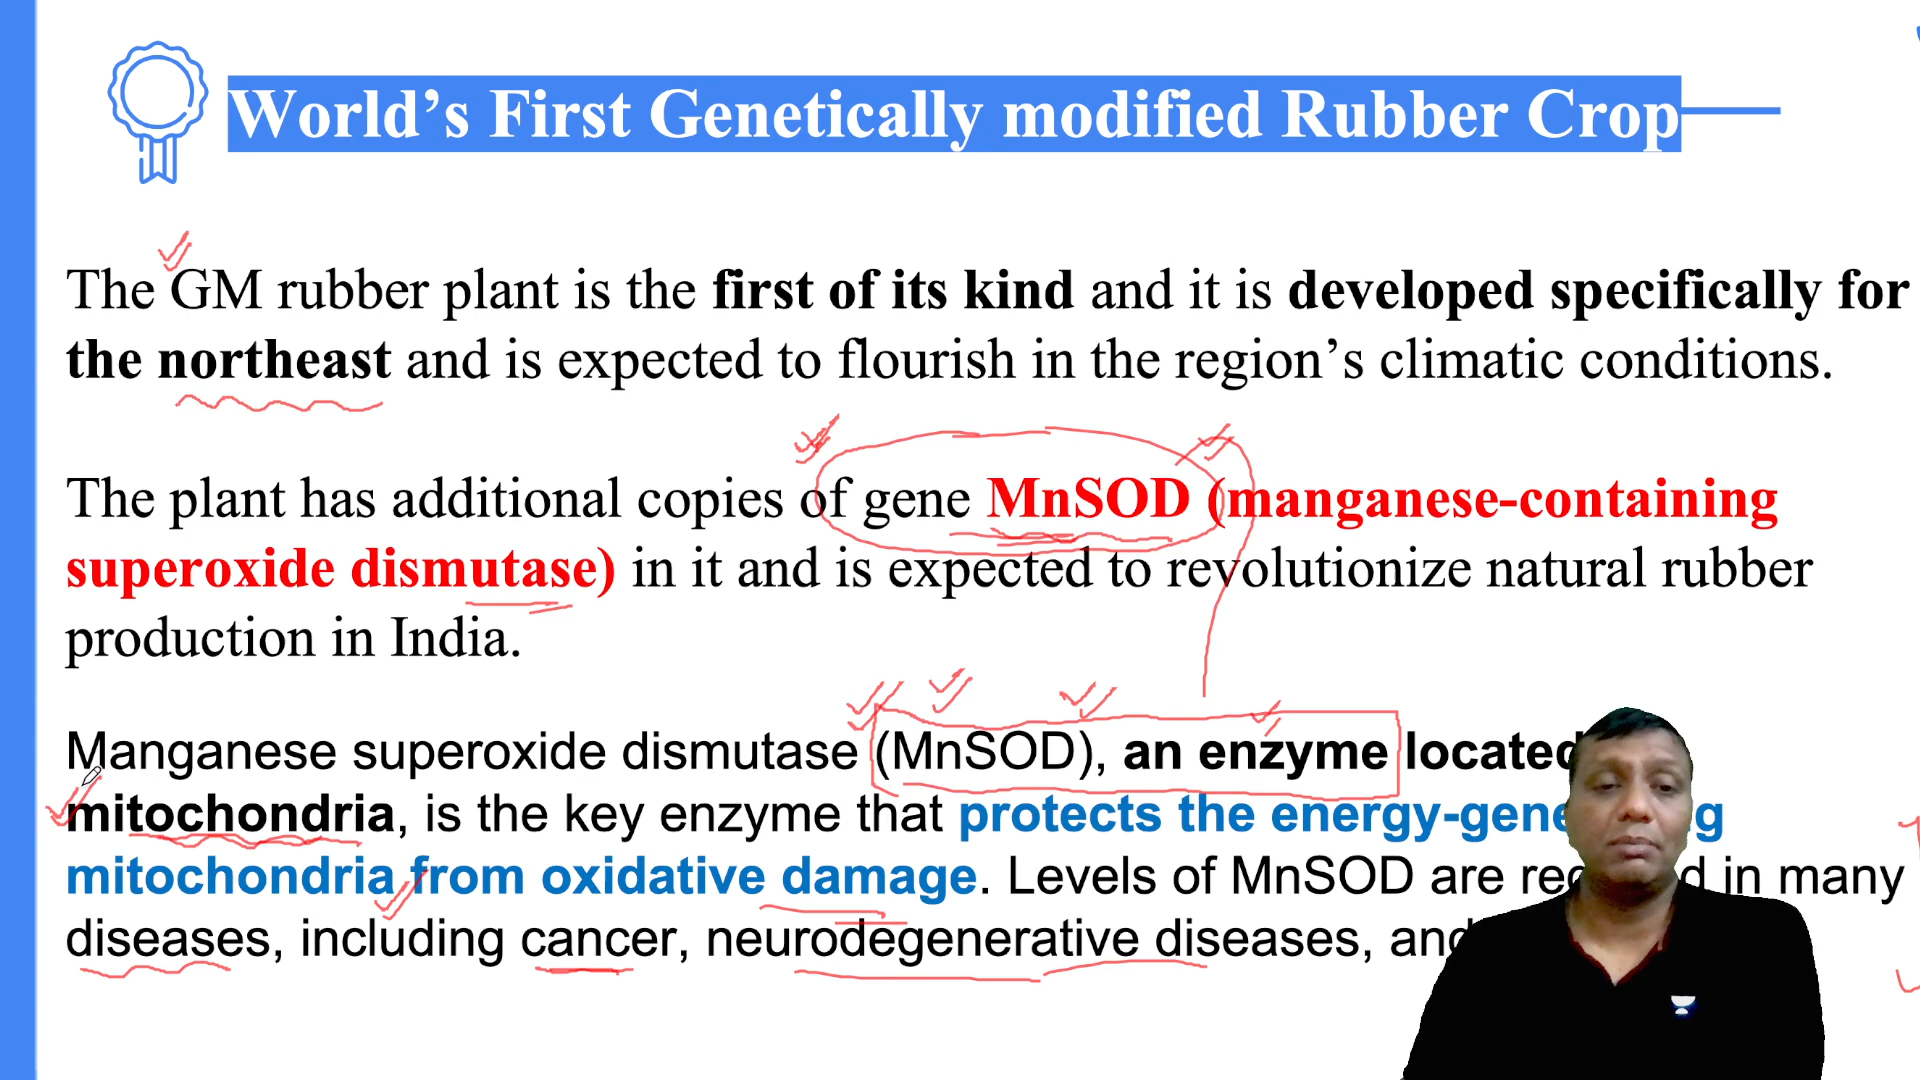 World’s First Genetically modified Rubber Crop
The GM rubber plant is the first of its kind and it is developed specifically for
the northeast and is expected to flourish in the region’s climatic conditions.
The plant has additional copies of gene MnSOD (manganese-containing
superoxide dismutase) in it and is expected to revolutionize natural rubber
production in India.
Manganese superoxide dismutase (MnSOD), an enzyme located
mitochondria, is the key enzyme that protects the
mitochondria from oxidative damage. Levels of MnSOD are in many
diseases, including cancer, neurodegenerative diseases, and